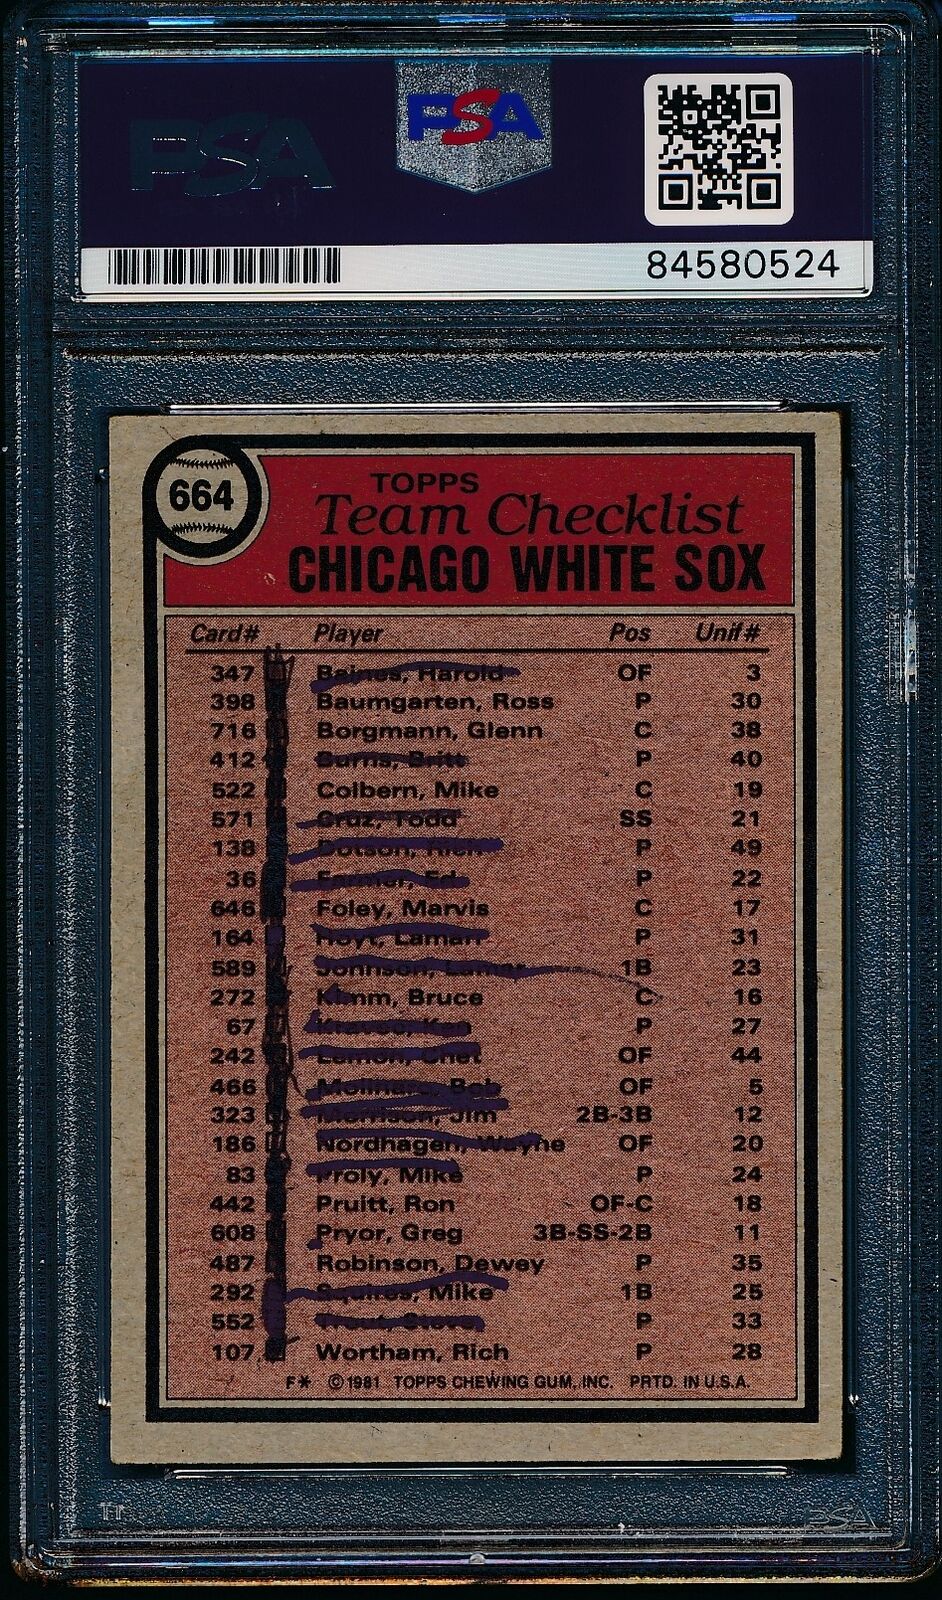 PSA
PSA
84580524
664
TOPPS
Team Checklist
CHICAGO WHITE SOX
Card# Player Pos Unif#
347 Baines, Harold OF 3
398 Baumgarten, Ross P 30
716 Borgmann, Glenn C 38
412 Burns, Britt P 40
522 Colbern, Mike C 19
571 Cruz, Todd SS 21
138 Dotson, Rich P 49
36 Farmer, Ed P 22
646 Foley, Marvis C 17
164 Hoyt, Lamarr P 31
589 Johnson, Lamar 1B 23
272 Kimm, Bruce C 16
67 Kravec, Ken P 27
242 Lemon, Chet OF 44
466 Molinaro, Bob OF 5
323 Morrison, Jim 2B-3B 12
186 Nordhagen, Wayne OF 20
83 Proly, Mike P 24
442 Pruitt, Ron OF-C 18
608 Pryor, Greg 3B-SS-2B 11
487 Robinson, Dewey P 35
292 Squires, Mike 1B 25
552 Trout, Steve P 33
107 Wortham, Rich P 28
F* © 1981 TOPPS CHEWING GUM, INC. PRTD. IN U.S.A.
PSA